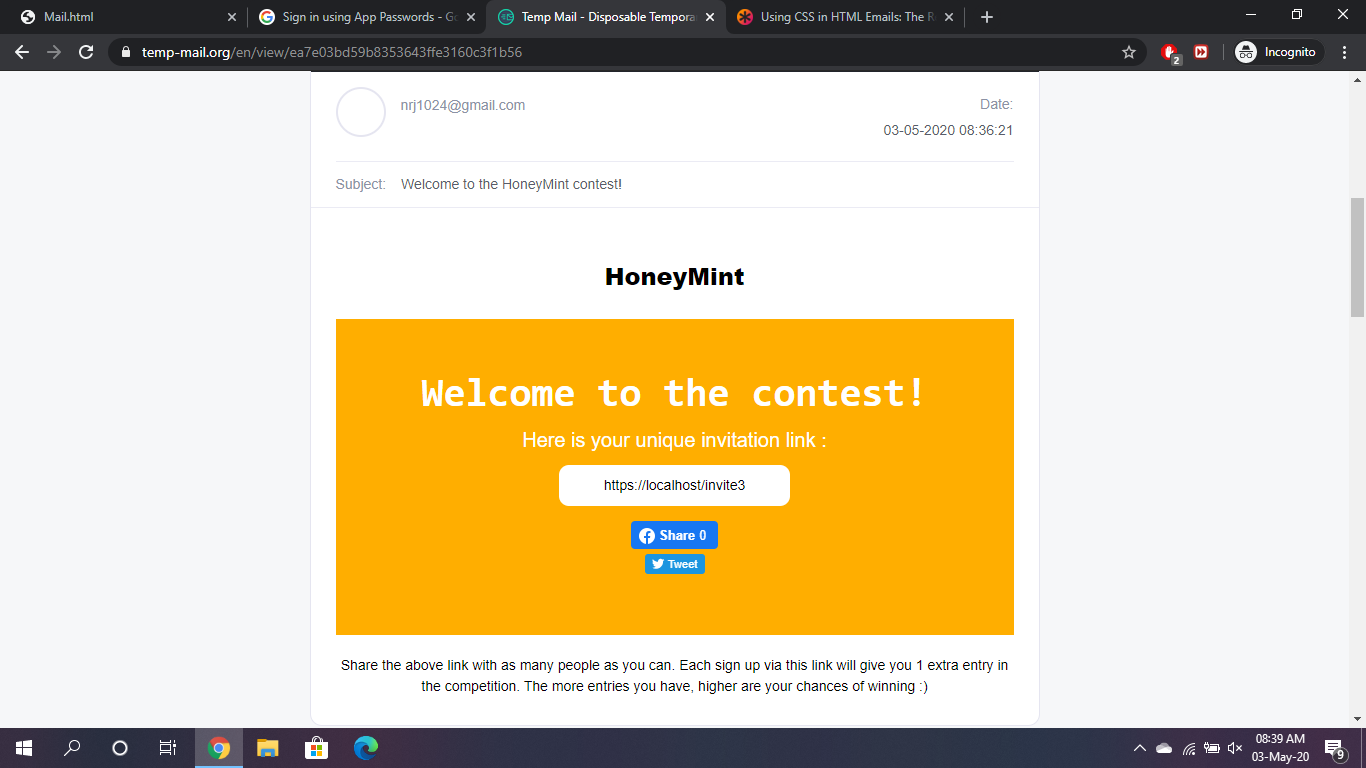 Mail.html
Sign in using App Passwords - Go
Temp Mail - Disposable Tempora
Using CSS in HTML Emails: The R
temp-mail.org/en/view/ea7e03bd59b8353643ffe3160c3f1b56
2
Incognito
nrj1024@gmail.com
Date:
03-05-2020 08:36:21
Subject: Welcome to the HoneyMint contest!
HoneyMint
Welcome to the contest!
Here is your unique invitation link :
https://localhost/invite3
Share 0
Tweet
Share the above link with as many people as you can. Each sign up via this link will give you 1 extra entry in
the competition. The more entries you have, higher are your chances of winning :)
08:39 AM
03-May-20
9